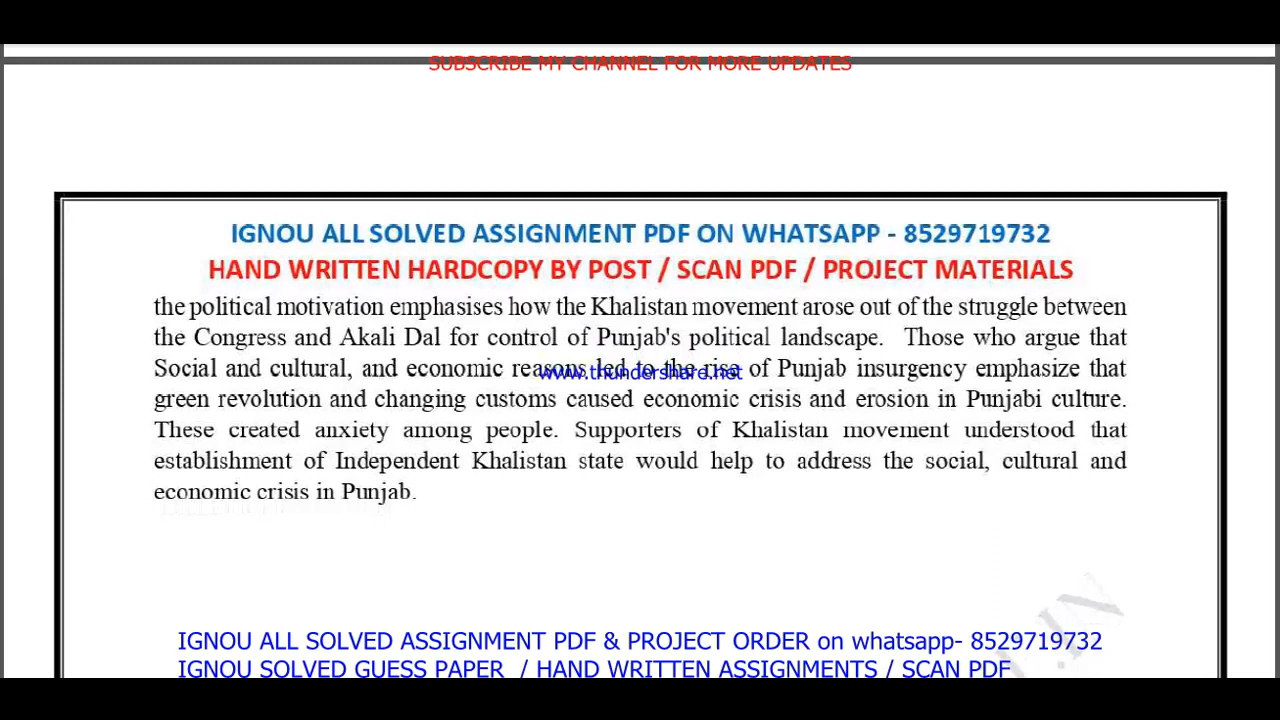 SUBSCRIBE MY CHANNEL FOR MORE UPDATES
IGNOU ALL SOLVED ASSIGNMENT PDF ON WHATSAPP - 8529719732
HAND WRITTEN HARDCOPY BY POST / SCAN PDF / PROJECT MATERIALS
the political motivation emphasises how the Khalistan movement arose out of the struggle between
the Congress and Akali Dal for control of Punjab's political landscape. Those who argue that
Social and cultural, and economic reasons led to the rise of Punjab insurgency emphasize that
www.thundershare.net
green revolution and changing customs caused economic crisis and erosion in Punjabi culture.
These created anxiety among people. Supporters of Khalistan movement understood that
establishment of Independent Khalistan state would help to address the social, cultural and
economic crisis in Punjab.
IGNOU ALL SOLVED ASSIGNMENT PDF & PROJECT ORDER on whatsapp- 8529719732
IGNOU SOLVED GUESS PAPER / HAND WRITTEN ASSIGNMENTS / SCAN PDF